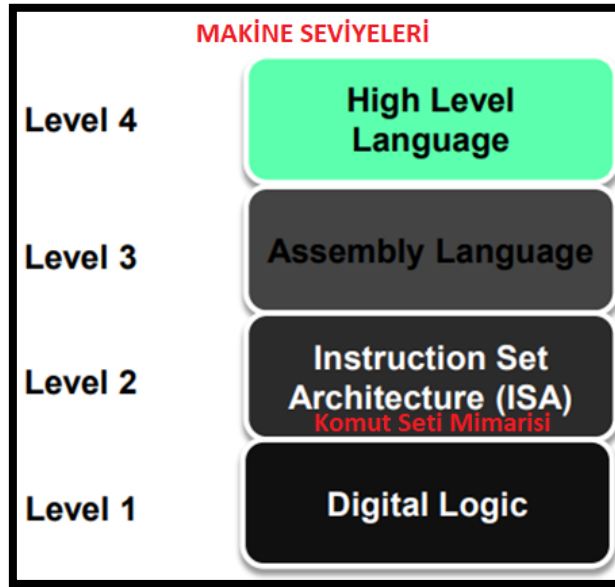 MAKİNE SEVİYELERİ
Level 4
High Level
Language
Level 3
Assembly Language
Level 2
Instruction Set
Architecture (ISA)
Komut Seti Mimarisi
Level 1
Digital Logic